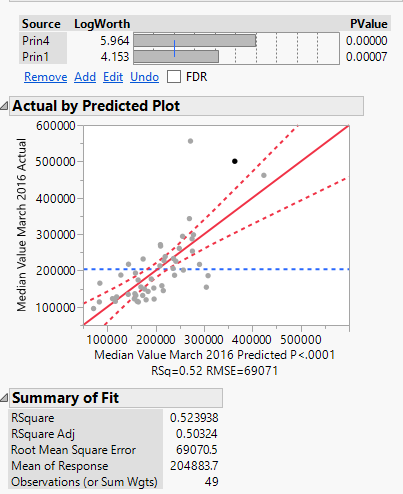 Source LogWorth PValue
Prin4 5.964 0.00000
Prin1 4.153 0.00007
Remove Add Edit Undo FDR
Actual by Predicted Plot
Median Value March 2016 Actual
600000
500000
400000
300000
200000
100000
100000 200000 300000 400000 500000
Median Value March 2016 Predicted P<.0001
RSq=0.52 RMSE=69071
Summary of Fit
RSquare 0.523938
RSquare Adj 0.50324
Root Mean Square Error 69070.5
Mean of Response 204883.7
Observations (or Sum Wgts) 49